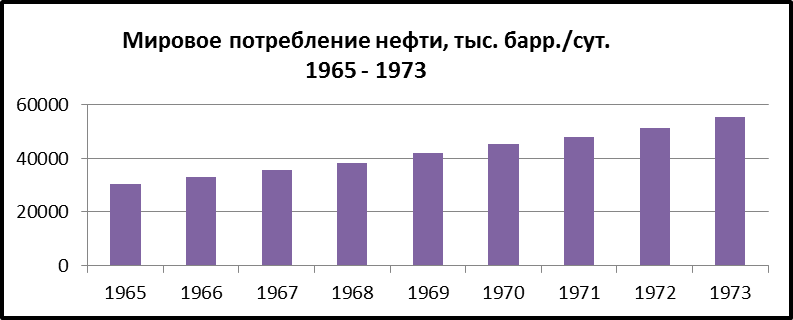 Мировое потребление нефти, тыс. барр./сут.
1965 - 1973
60000
40000
20000
0
1965 1966 1967 1968 1969 1970 1971 1972 1973